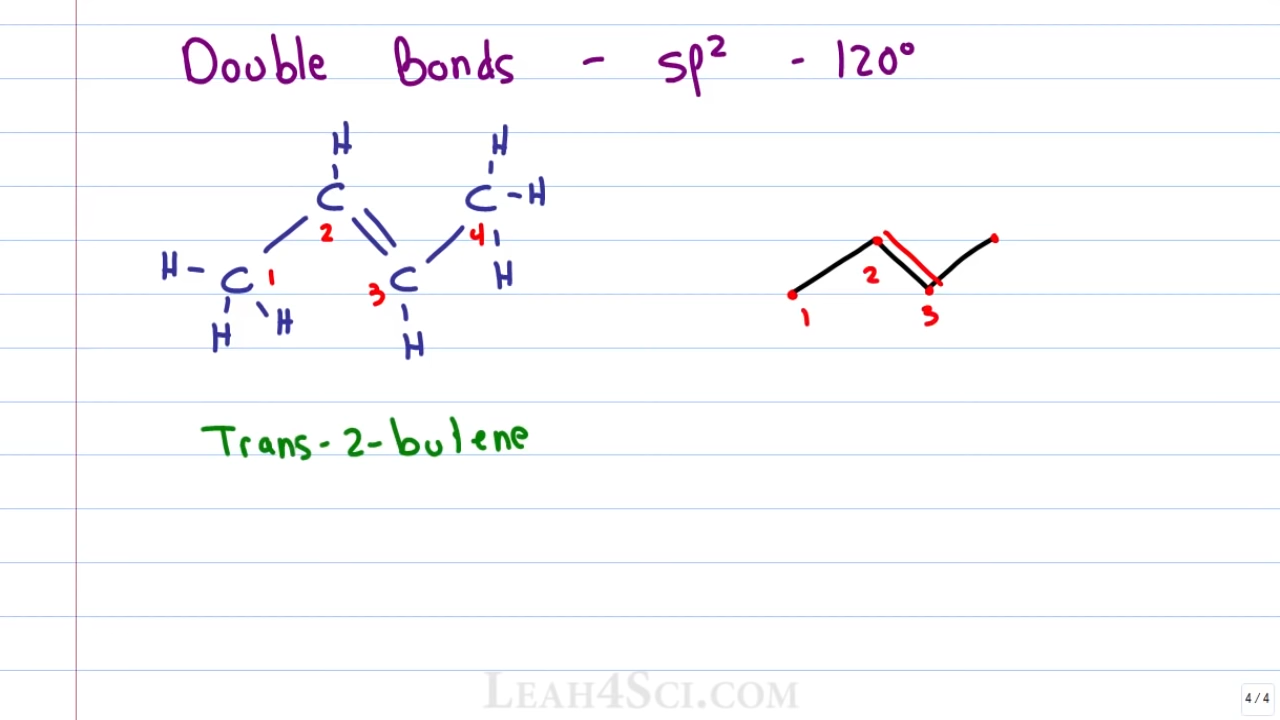 Double Bonds - sp² - 120°
H H
C C - H
2 4
H - C 1 C H
3
H H
H
2
1 3
Trans-2-butene
LEAH4SCI.COM
4/4